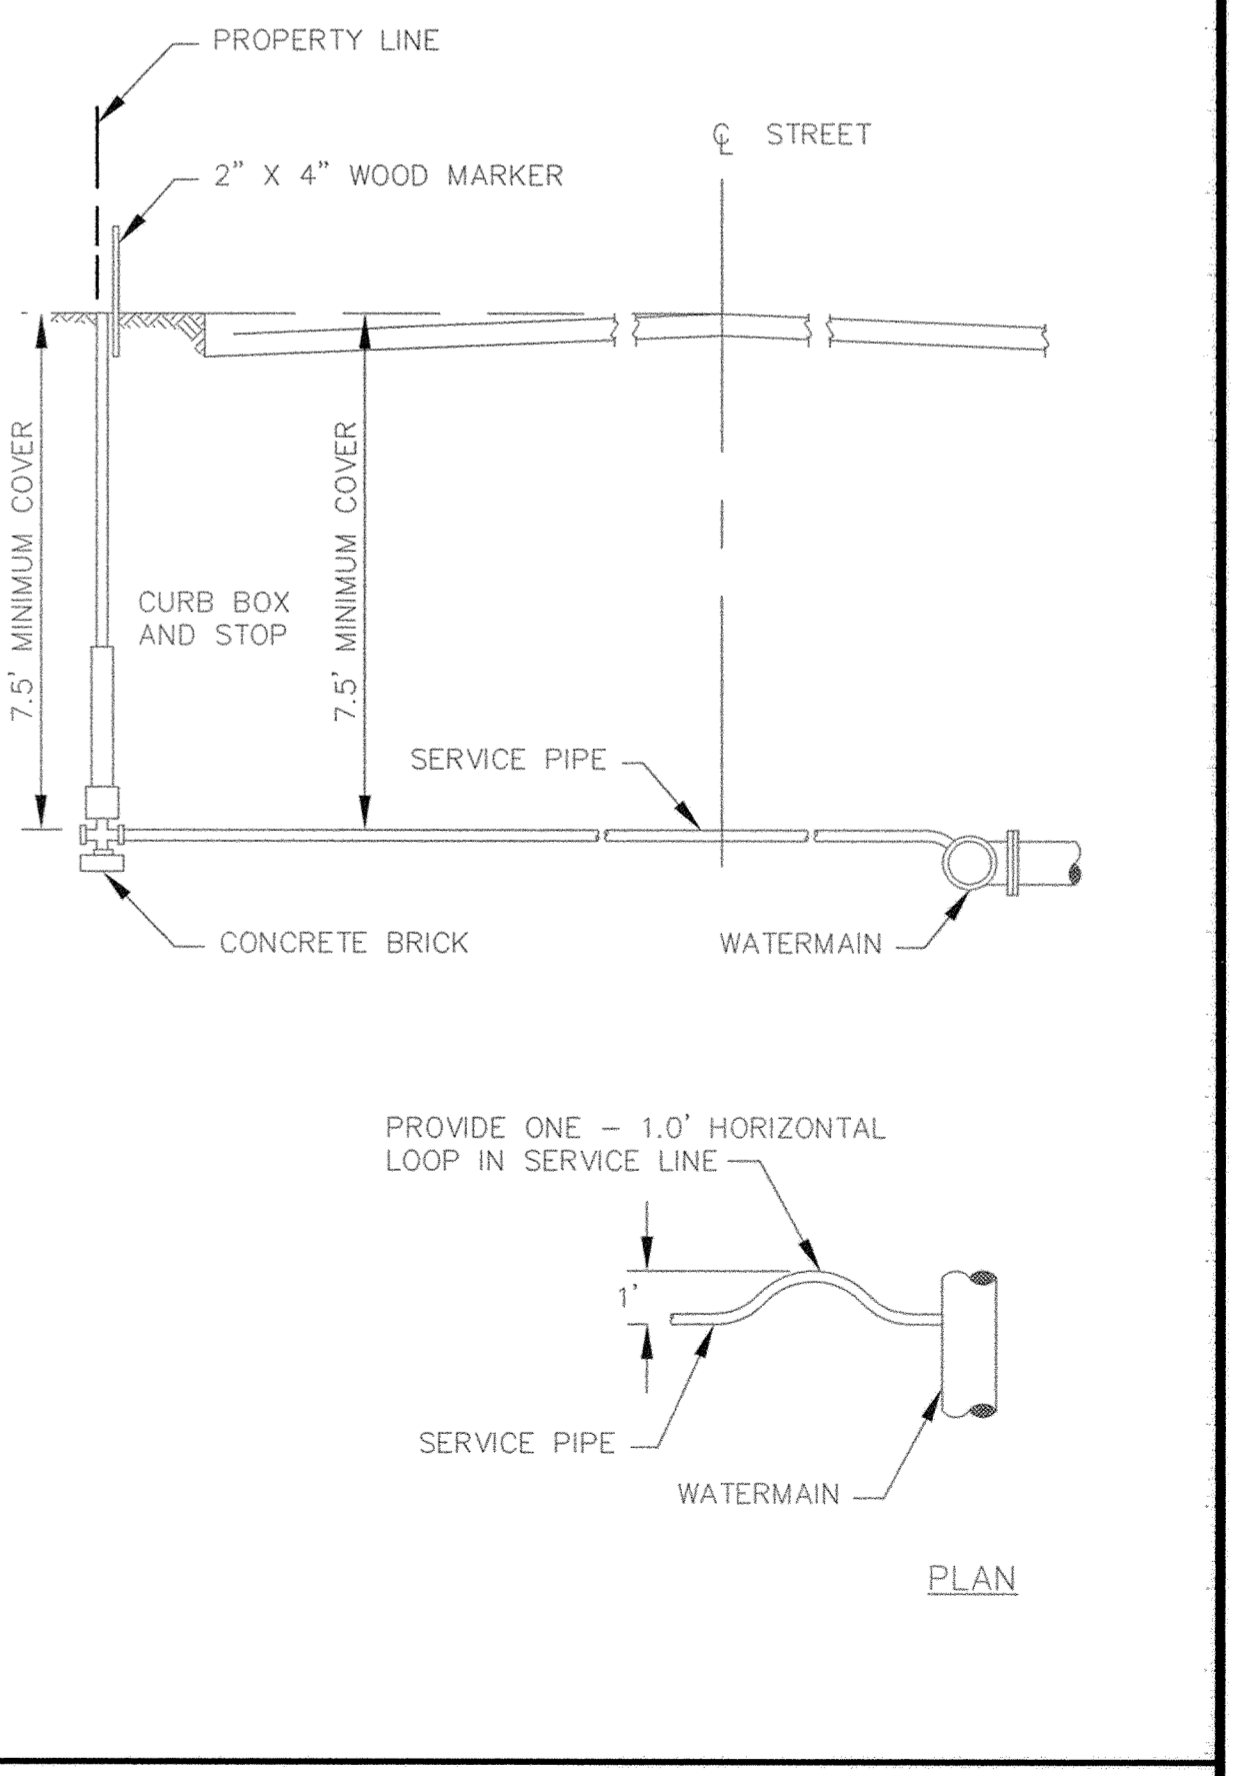 PROPERTY LINE
℄ STREET
2" X 4" WOOD MARKER
7.5' MINIMUM COVER
7.5' MINIMUM COVER
CURB BOX
AND STOP
SERVICE PIPE
CONCRETE BRICK
WATERMAIN
PROVIDE ONE – 1.0' HORIZONTAL
LOOP IN SERVICE LINE
1'
SERVICE PIPE
WATERMAIN
PLAN